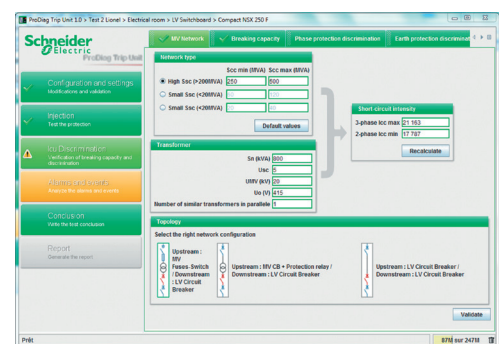 ProDiag Trip Unit 1.0 > Test 2 Lionel > Electrical room > LV Switchboard > Compact NSX 250 F
Schneider
Electric
ProDiag Trip Unit
MV Network
Breaking capacity
Phase protection discrimination
Earth protection discriminat
Configuration and settings
Modifications and validation
Injection
Test the protection
Icu Discrimination
Verification of breaking capacity and
discrimination
Alarms and events
Analyze the alarms and events
Conclusion
Write the test conclusion
Report
Generate the report
Network type
Scc min (MVA) Scc max (MVA)
High Ssc (>200MVA) 250 500
Small Ssc (<20MVA)
Small Ssc (<20MVA)
Default values
Transformer
Sn (kVA) 800
Usc 5
UMV (kV) 20
Uo (V) 415
Number of similar transformers in parallele 1
Short-circuit intensity
3-phase Icc max 21 163
2-phase Icc min 17 787
Recalculate
Topology
Select the right network configuration
Upstream :
MV
Fuses-Switch
/ Downstream
: LV Circuit
Breaker
Upstream : MV CB + Protection relay /
Downstream : LV Circuit Breaker
Upstream : LV Circuit Breaker /
Downstream : LV Circuit Breaker
Validate
Prêt
87M sur 247M